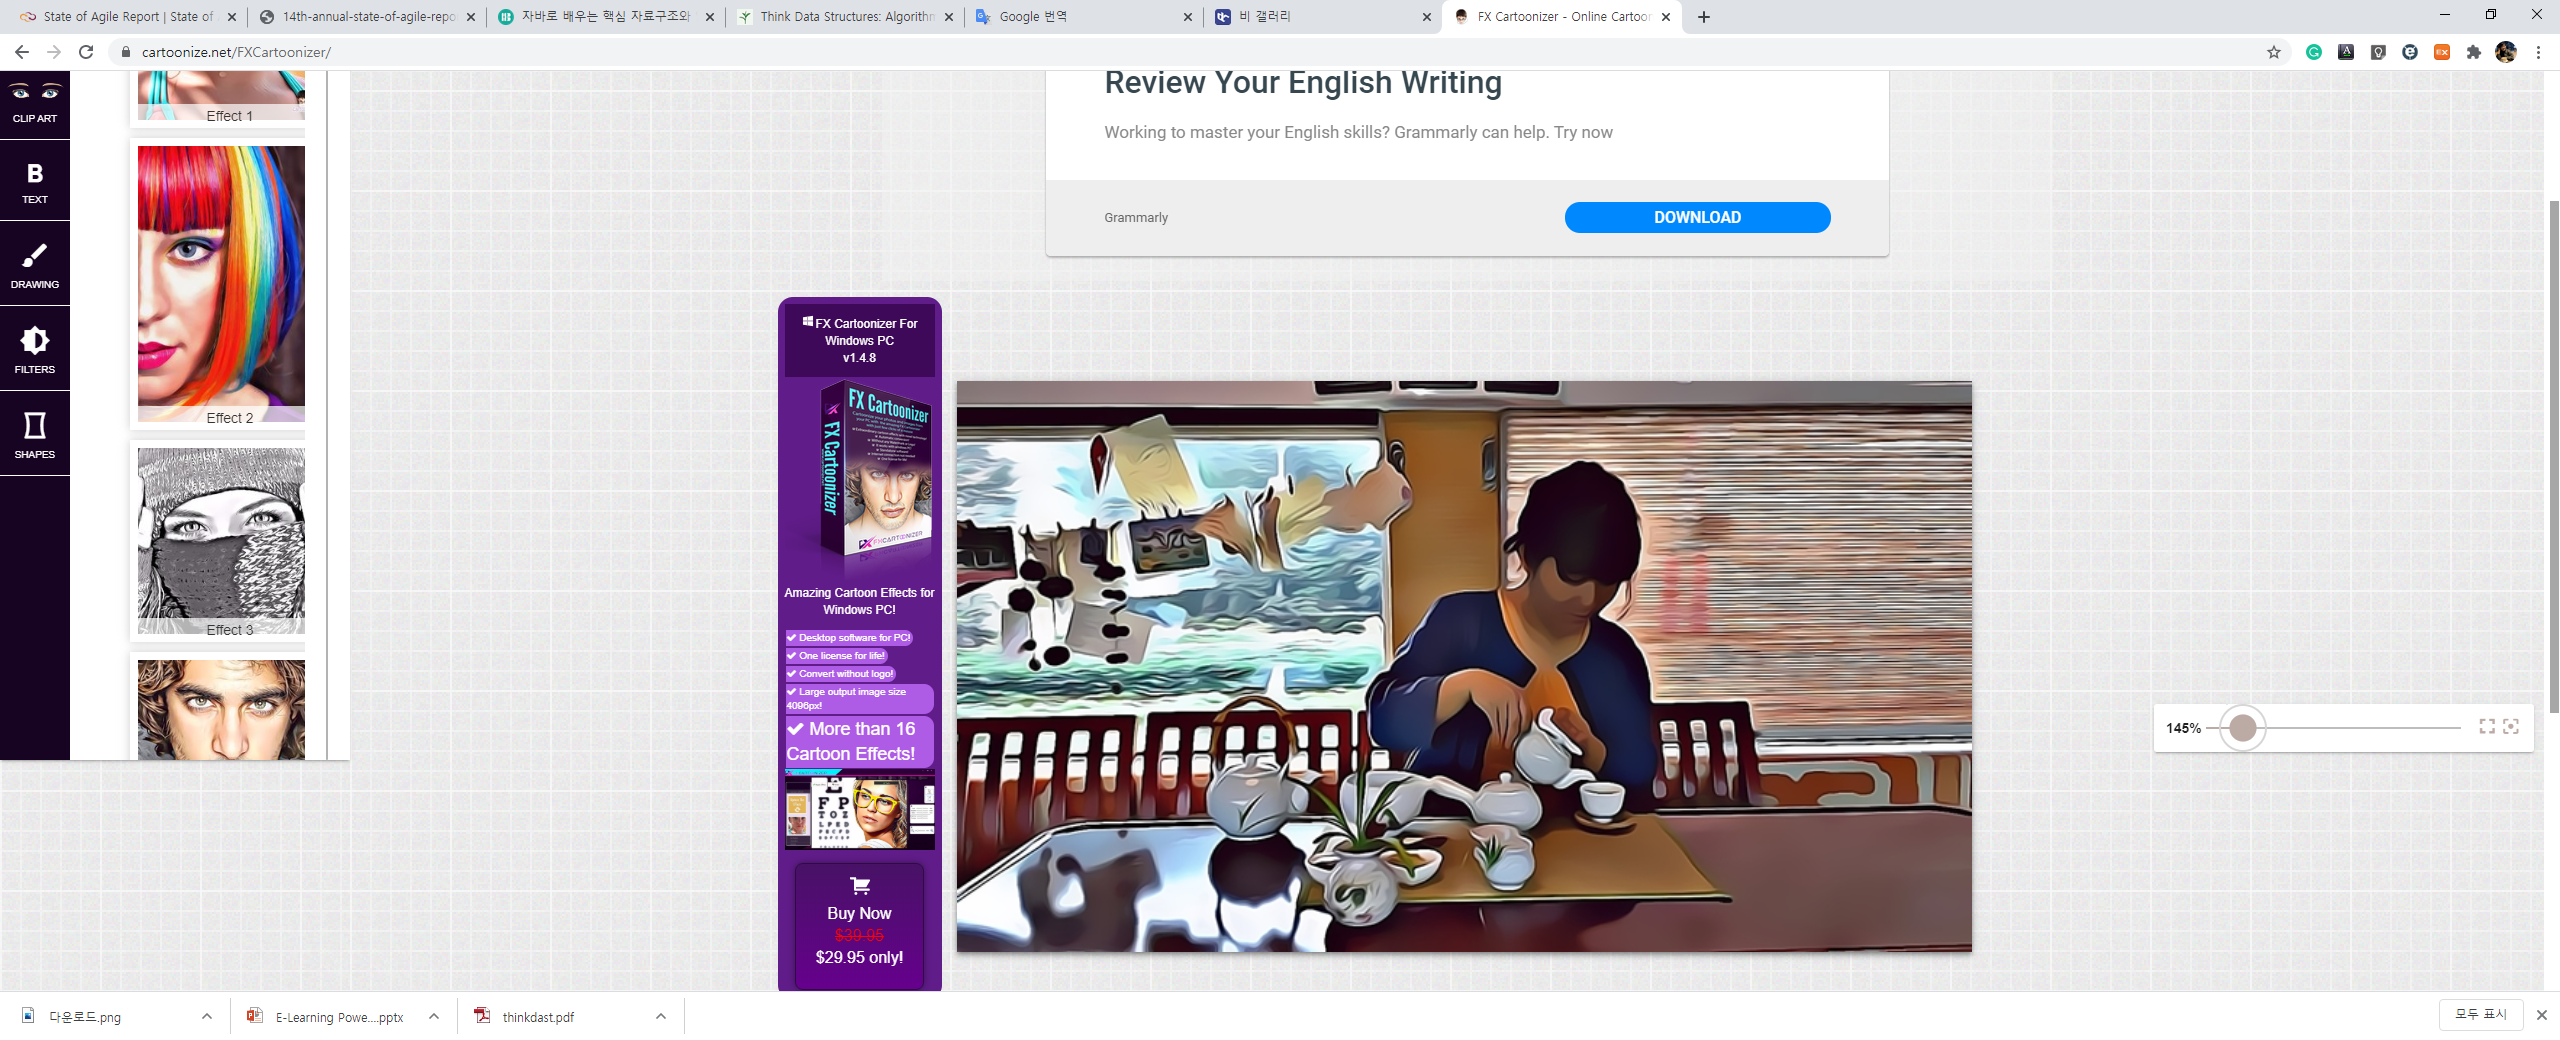 State of Agile Report | State of
14th-annual-state-of-agile-repo
자바로 배우는 핵심 자료구조와
Think Data Structures: Algorithm
Google 번역
비 갤러리
FX Cartoonizer - Online Cartoon
cartoonize.net/FXCartoonizer/
CLIP ART
B
TEXT
DRAWING
FILTERS
SHAPES
Effect 1
Effect 2
Effect 3
Review Your English Writing
Working to master your English skills? Grammarly can help. Try now
Grammarly
DOWNLOAD
FX Cartoonizer For
Windows PC
v1.4.8
FX Cartoonizer
FX Cartoonizer
FXCARTOONIZER
Amazing Cartoon Effects for
Windows PC!
Desktop software for PC!
One license for life!
Convert without logo!
Large output image size
4096px!
More than 16
Cartoon Effects!
Buy Now
$39.95
$29.95 only!
145%
다운로드.png
E-Learning Powe....pptx
thinkdast.pdf
모두 표시